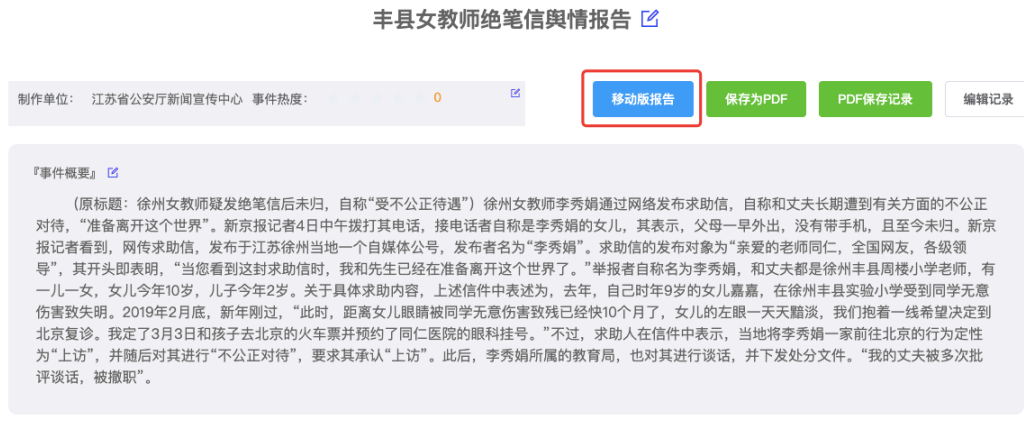 丰县女教师绝笔信舆情报告
制作单位： 江苏省公安厅新闻宣传中心 事件热度： 0
移动版报告 保存为PDF PDF保存记录 编辑记录
『事件概要』
（原标题：徐州女教师疑发绝笔信后未归，自称“受不公正待遇”）徐州女教师李秀娟通过网络发布求助信，自称和丈夫长期遭到有关方面的不公正
对待，“准备离开这个世界”。新京报记者4日中午拨打其电话，接电话者自称是李秀娟的女儿，其表示，父母一早外出，没有带手机，且至今未归。新京
报记者看到，网传求助信，发布于江苏徐州当地一个自媒体公号，发布者名为“李秀娟”。求助信的发布对象为“亲爱的老师同仁，全国网友，各级领
导”，其开头即表明，“当您看到这封求助信时，我和先生已经在准备离开这个世界了。”举报者自称名为李秀娟，和丈夫都是徐州丰县周楼小学老师，有
一儿一女，女儿今年10岁，儿子今年2岁。关于具体求助内容，上述信件中表述为，去年，自己时年9岁的女儿嘉嘉，在徐州丰县实验小学受到同学无意
伤害致失明。2019年2月底，新年刚过，“此时，距离女儿眼睛被同学无意伤害致残已经快10个月了，女儿的左眼一天天黯淡，我们抱着一线希望决定到
北京复诊。我定了3月3日和孩子去北京的火车票并预约了同仁医院的眼科挂号。”不过，求助人在信件中表示，当地将李秀娟一家前往北京的行为定性
为“上访”，并随后对其进行“不公正对待”，要求其承认“上访”。此后，李秀娟所属的教育局，也对其进行谈话，并下发处分文件。“我的丈夫被多次批
评谈话，被撤职”。